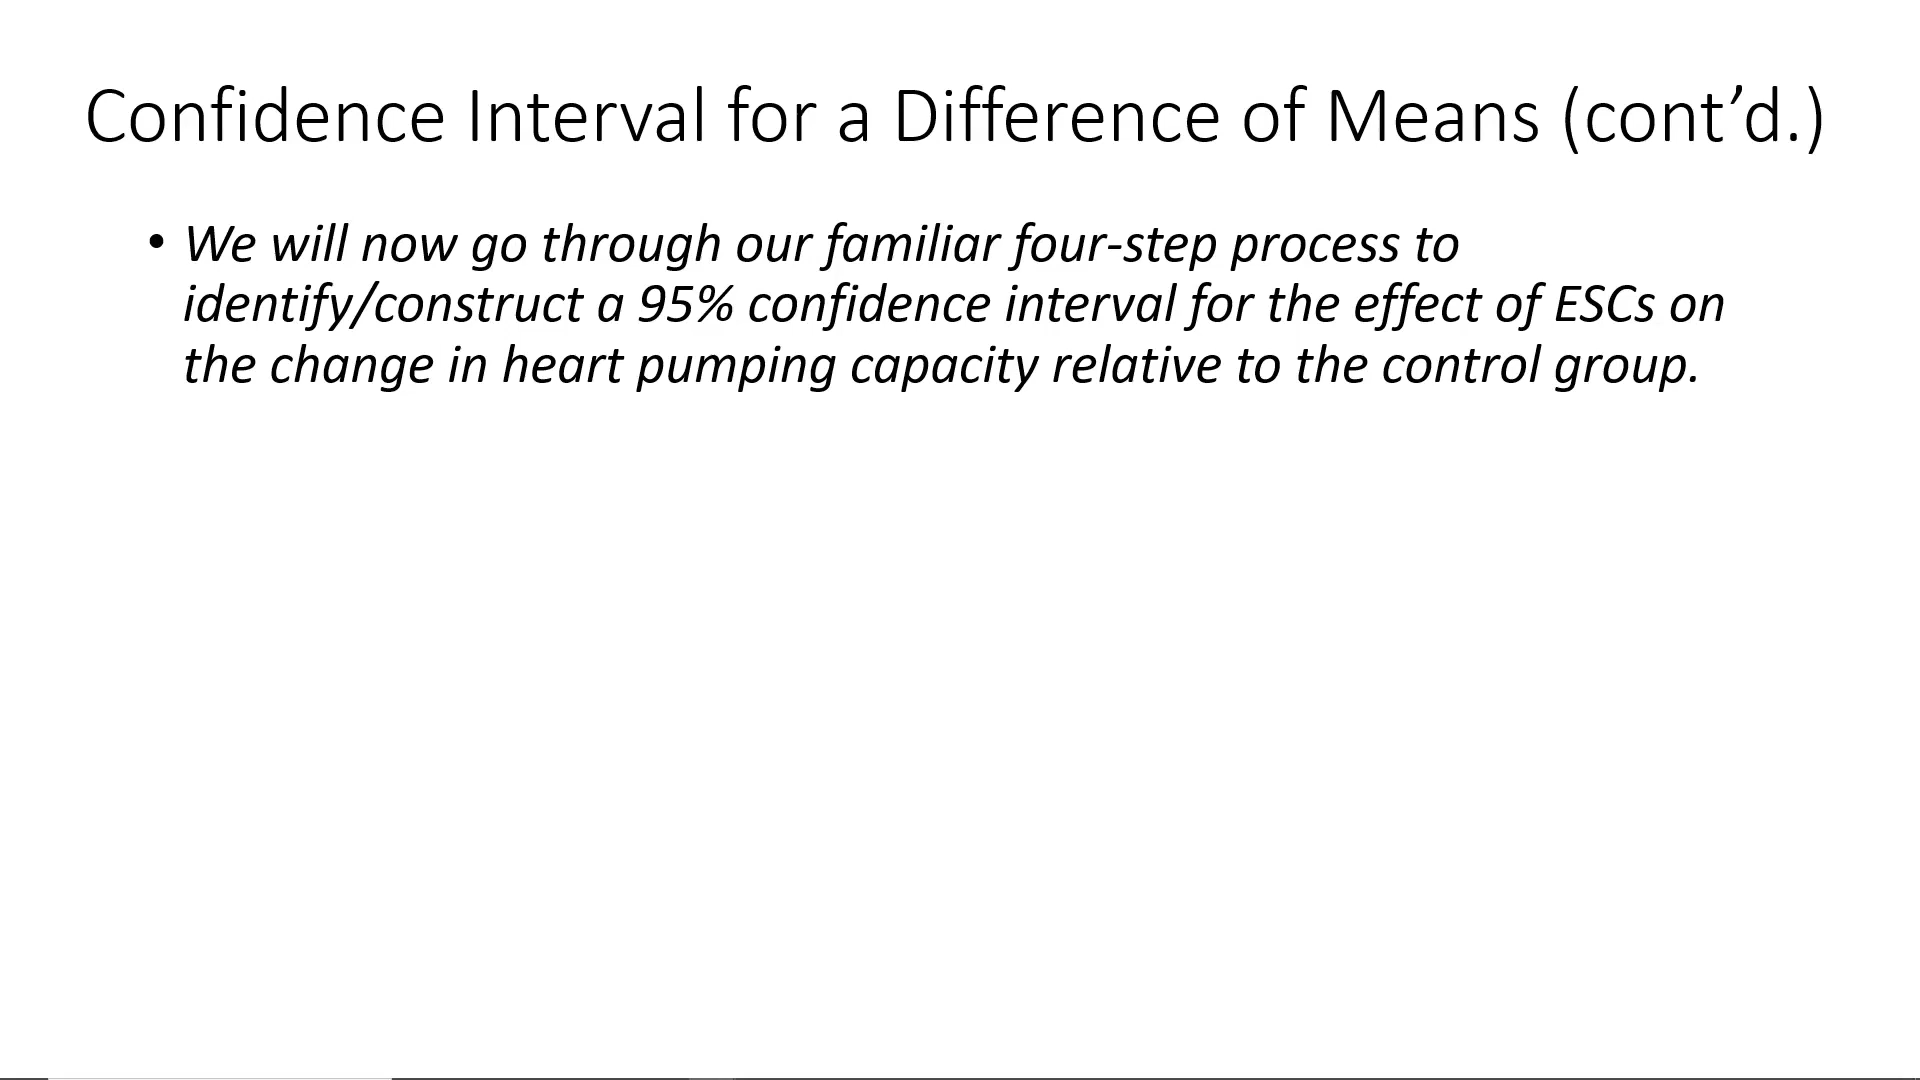 Confidence Interval for a Difference of Means (cont’d.)
• We will now go through our familiar four-step process to
identify/construct a 95% confidence interval for the effect of ESCs on
the change in heart pumping capacity relative to the control group.